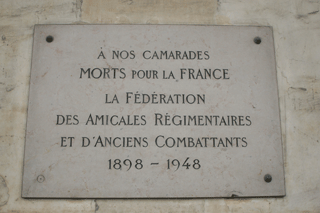 À NOS CAMARADES
MORTS POUR LA FRANCE
LA FÉDÉRATION
DES AMICALES RÉGIMENTAIRES
ET D'ANCIENS COMBATTANTS
1898 - 1948